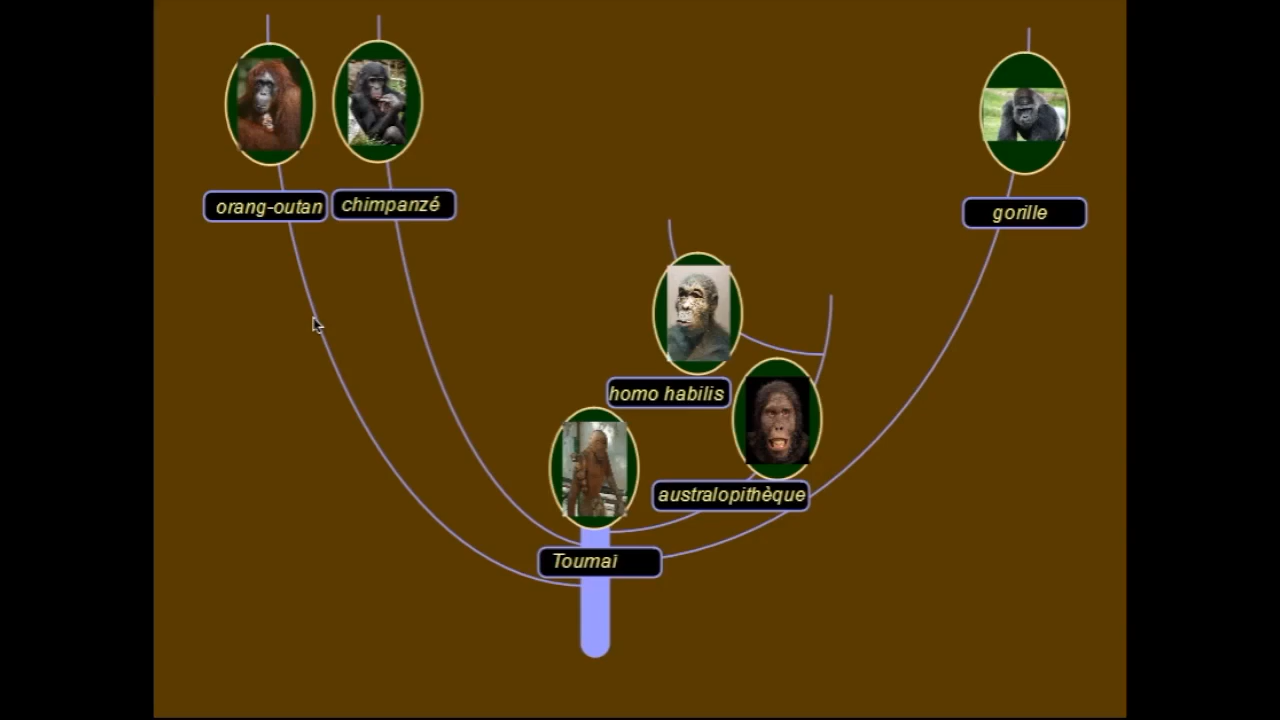 orang-outan
chimpanzé
gorille
homo habilis
australopithèque
Toumaï